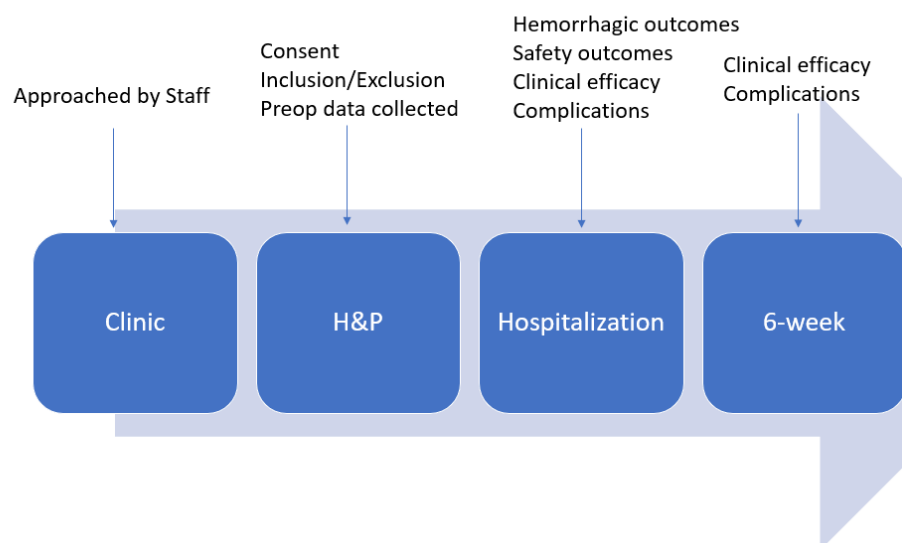 Approached by Staff
Consent
Inclusion/Exclusion
Preop data collected
Hemorrhagic outcomes
Safety outcomes
Clinical efficacy
Complications
Clinical efficacy
Complications
Clinic
H&P
Hospitalization
6-week